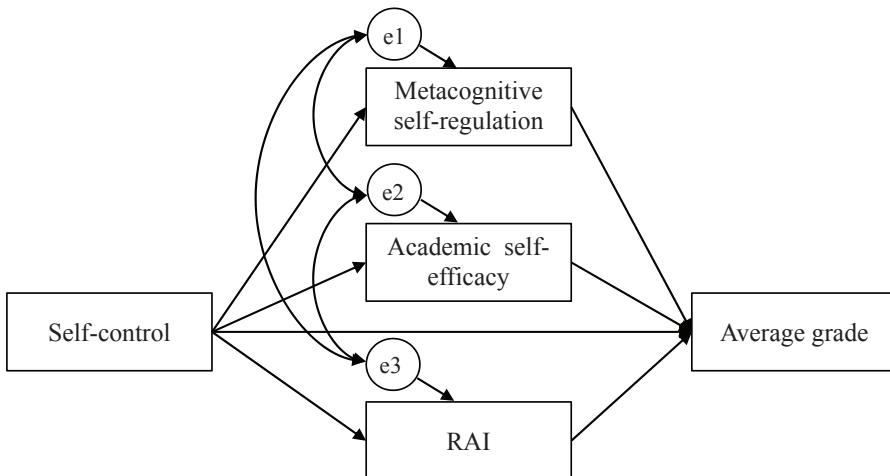 e1
Metacognitive
self-regulation
e2
Academic self-
efficacy
Self-control
Average grade
e3
RAI